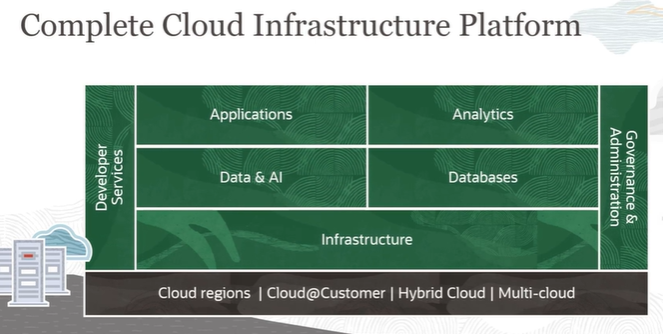 Complete Cloud Infrastructure Platform
Developer
Services
Applications
Analytics
Data & AI
Databases
Infrastructure
Governance &
Administration
Cloud regions | Cloud@Customer | Hybrid Cloud | Multi-cloud